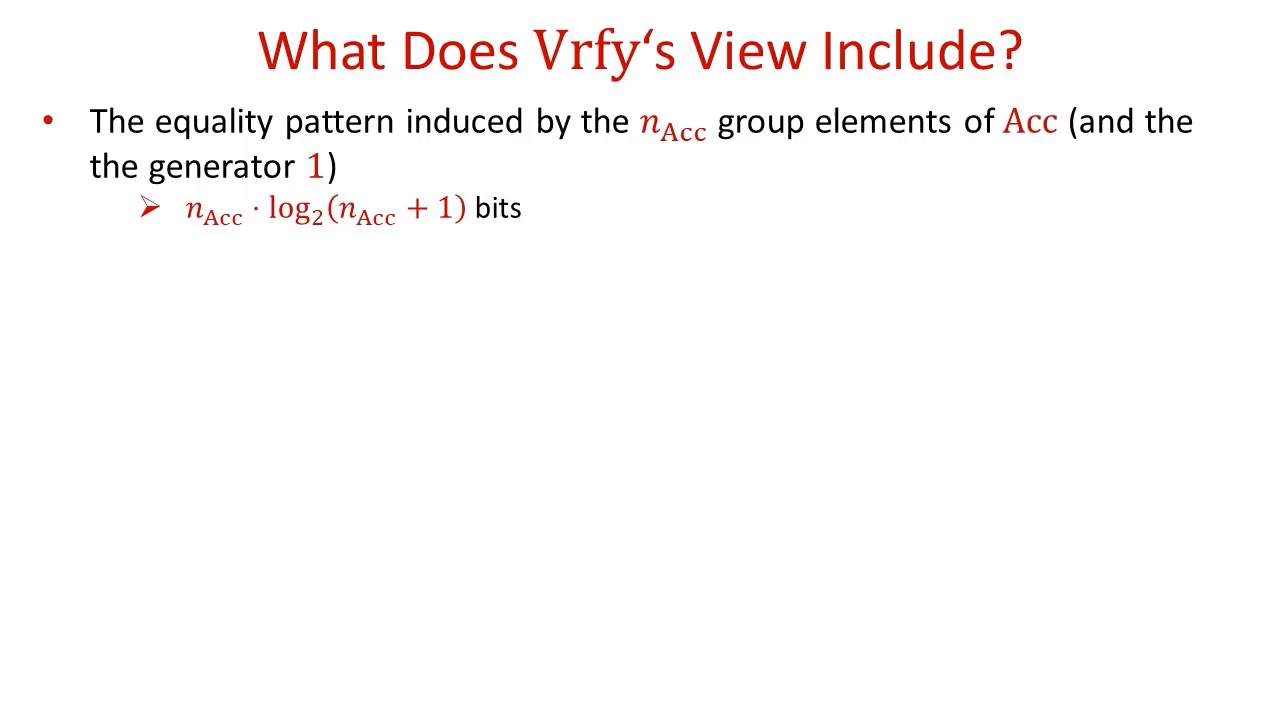 What Does Vrfy‘s View Include?
• The equality pattern induced by the n_Acc group elements of Acc (and the
the generator 1)
➢ n_Acc · log₂(n_Acc + 1) bits